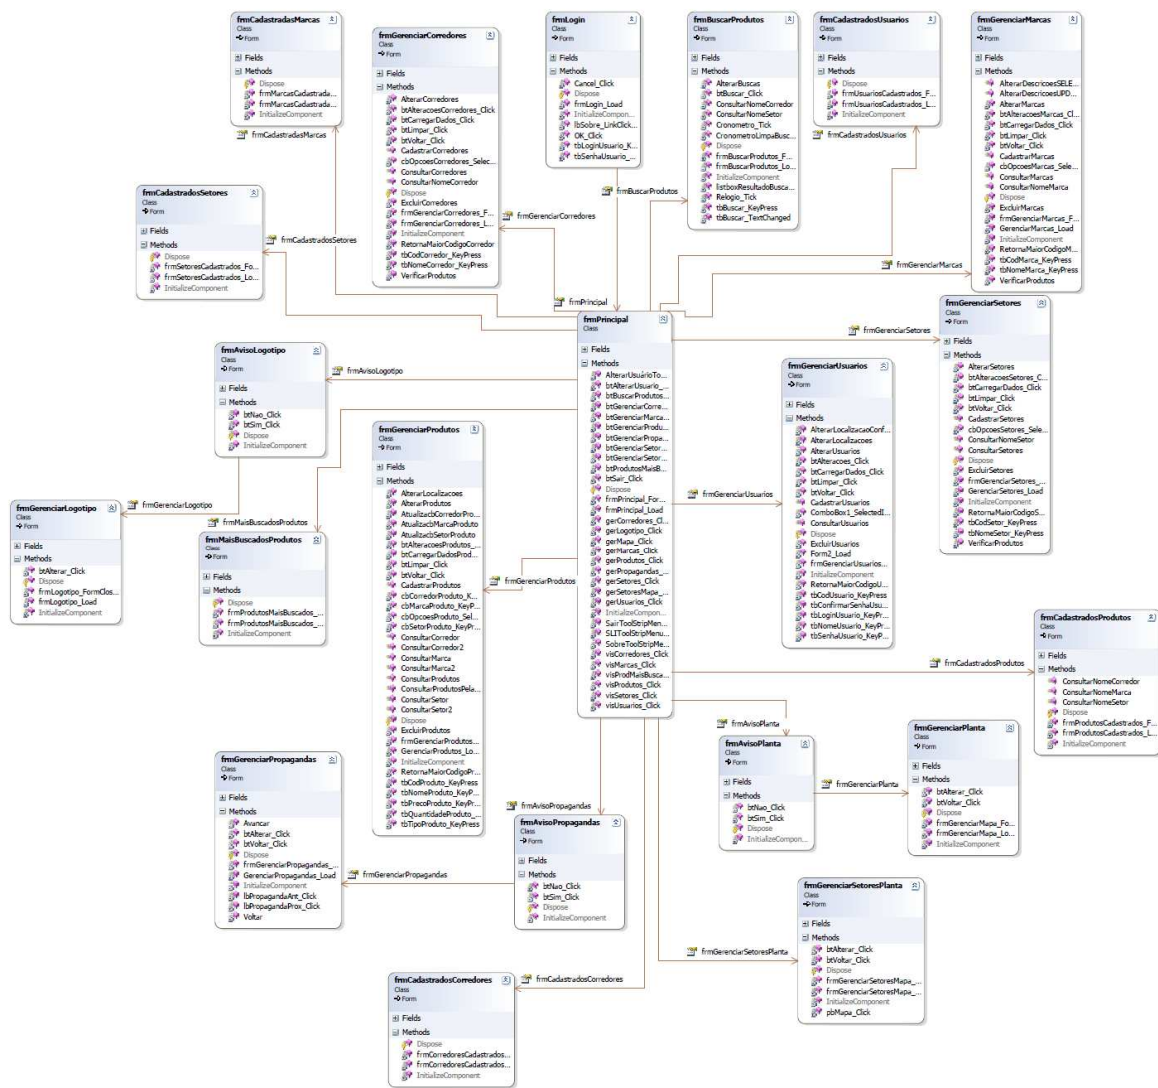 frmCadastradasMarcas
Class
Form
Fields
Methods
Dispose
frmMarcasCadastrada...
frmMarcasCadastrada...
InitializeComponent
frmCadastradasMarcas
frmGerenciarCorredores
Class
Form
Fields
Methods
AlterarCorredores
btAlteracoesCorredores_Click
btCarregarDados_Click
btLimpar_Click
btVoltar_Click
CadastrarCorredores
cbOpcoesCorredores_Selec...
ConsultarCorredores
ConsultarNomeCorredor
Dispose
ExcluirCorredores
frmGerenciarCorredores_F...
frmGerenciarCorredores_L...
InitializeComponent
RetornaMaiorCodigoCorredor
tbCodCorredor_KeyPress
tbNomeCorredor_KeyPress
VerificarProdutos
frmGerenciarCorredores
frmLogin
Class
Form
Fields
Methods
Cancel_Click
Dispose
frmLogin_Load
InitializeCompon...
lbSobre_LinkClick...
OK_Click
tbLoginUsuario_K...
tbSenhaUsuario_...
frmPrincipal
frmBuscarProdutos
Class
Form
Fields
Methods
AlterarBuscas
btBuscar_Click
ConsultarNomeCorredor
ConsultarNomeSetor
Cronometro_Tick
CronometroLimpaBusc...
Dispose
frmBuscarProdutos_F...
frmBuscarProdutos_Lo...
InitializeComponent
listboxResultadoBusca...
Relogio_Tick
tbBuscar_KeyPress
tbBuscar_TextChanged
frmBuscarProdutos
frmCadastradosUsuarios
Class
Form
Fields
Methods
Dispose
frmUsuariosCadastrados_F...
frmUsuariosCadastrados_L...
InitializeComponent
frmCadastradosUsuarios
frmGerenciarMarcas
Class
Form
Fields
Methods
AlterarDescricoesSELE...
AlterarDescricoesUPD...
AlterarMarcas
btAlteracoesMarcas_Cl...
btCarregarDados_Click
btLimpar_Click
btVoltar_Click
CadastrarMarcas
cbOpcoesMarcas_Sele...
ConsultarMarcas
ConsultarNomeMarca
Dispose
ExcluirMarcas
frmGerenciarMarcas_F...
GerenciarMarcas_Load
InitializeComponent
RetornaMaiorCodigoM...
tbCodMarca_KeyPress
tbNomeMarca_KeyPress
VerificarProdutos
frmGerenciarMarcas
frmCadastradosSetores
Class
Form
Fields
Methods
Dispose
frmSetoresCadastrados_Fo...
frmSetoresCadastrados_Lo...
InitializeComponent
frmCadastradosSetores
frmPrincipal
Class
Fields
Methods
AlterarUsuárioTo...
btAlterarUsuario_...
btBuscarProdutos...
btGerenciarCorre...
btGerenciarMarca...
btGerenciarProdu...
btGerenciarPropa...
btGerenciarSetor...
btGerenciarSetor...
btProdutosMaisB...
btSair_Click
Dispose
frmPrincipal_For...
frmPrincipal_Load
gerCorredores_Cl...
gerLogotipo_Click
gerMapa_Click
gerMarcas_Click
gerProdutos_Click
gerPropagandas_...
gerSetores_Click
gerSetoresMapa_...
gerUsuarios_Click
InitializeCompon...
SairToolStripMen...
SLIToolStripMenu...
SobreToolStripMe...
visCorredores_Click
visMarcas_Click
visProdMaisBusca...
visProdutos_Click
visSetores_Click
visUsuarios_Click
frmGerenciarSetores
frmGerenciarSetores
Class
Form
Fields
Methods
AlterarSetores
btAlteracoesSetores_C...
btCarregarDados_Click
btLimpar_Click
btVoltar_Click
CadastrarSetores
cbOpcoesSetores_Sele...
ConsultarNomeSetor
ConsultarSetores
Dispose
ExcluirSetores
frmGerenciarSetores_...
GerenciarSetores_Load
InitializeComponent
RetornaMaiorCodigoS...
tbCodSetor_KeyPress
tbNomeSetor_KeyPress
VerificarProdutos
frmAvisoLogotipo
Class
Form
Fields
Methods
btNao_Click
btSim_Click
Dispose
InitializeComponent
frmAvisoLogotipo
frmGerenciarUsuarios
Class
Form
Fields
Methods
AlterarLocalizacaoConf...
AlterarLocalizacoes
AlterarUsuarios
btAlteracoes_Click
btCarregarDados_Click
btLimpar_Click
btVoltar_Click
CadastrarUsuarios
ComboBox1_SelectedI...
ConsultarUsuarios
Dispose
ExcluirUsuarios
Form2_Load
frmGerenciarUsuarios...
InitializeComponent
RetornaMaiorCodigoU...
tbCodUsuario_KeyPress
tbConfirmarSenhaUsu...
tbLoginUsuario_KeyPr...
tbNomeUsuario_KeyPr...
tbSenhaUsuario_KeyP...
frmGerenciarUsuarios
frmGerenciarProdutos
Class
Form
Fields
Methods
AlterarLocalizacoes
AlterarProdutos
AtualizacbCorredorPro...
AtualizacbMarcaProduto
AtualizacbSetorProduto
btAlteracoesProdutos_...
btCarregarDadosProd...
btLimpar_Click
btVoltar_Click
CadastrarProdutos
cbCorredorProduto_K...
cbMarcaProduto_KeyP...
cbOpcoesProduto_Sel...
cbSetorProduto_KeyPr...
ConsultarCorredor
ConsultarCorredor2
ConsultarMarca
ConsultarMarca2
ConsultarProdutos
ConsultarProdutosPela...
ConsultarSetor
ConsultarSetor2
Dispose
ExcluirProdutos
frmGerenciarProdutos...
GerenciarProdutos_Lo...
InitializeComponent
RetornaMaiorCodigoPr...
tbCodProduto_KeyPress
tbNomeProduto_KeyP...
tbPrecoProduto_KeyPr...
tbQuantidadeProduto_...
tbTipoProduto_KeyPress
frmGerenciarProdutos
frmGerenciarLogotipo
Class
Form
Fields
Methods
btAlterar_Click
Dispose
frmLogotipo_FormClos...
frmLogotipo_Load
InitializeComponent
frmGerenciarLogotipo
frmMaisBuscadosProdutos
frmMaisBuscadosProdutos
Class
Form
Fields
Methods
Dispose
frmProdutosMaisBuscados_...
frmProdutosMaisBuscados_...
InitializeComponent
frmCadastradosProdutos
Class
Form
Fields
Methods
ConsultarNomeCorredor
ConsultarNomeMarca
ConsultarNomeSetor
Dispose
frmProdutosCadastrados_F...
frmProdutosCadastrados_L...
InitializeComponent
frmCadastradosProdutos
frmAvisoPlanta
frmAvisoPlanta
Class
Form
Fields
Methods
btNao_Click
btSim_Click
Dispose
InitializeCompon...
frmGerenciarPlanta
frmGerenciarPlanta
Class
Form
Fields
Methods
btAlterar_Click
btVoltar_Click
Dispose
frmGerenciarMapa_Fo...
frmGerenciarMapa_Lo...
InitializeComponent
frmGerenciarPropagandas
Class
Form
Fields
Methods
Avancar
btAlterar_Click
btVoltar_Click
Dispose
frmGerenciarPropagandas_...
GerenciarPropagandas_Load
InitializeComponent
lbPropagandaAnt_Click
lbPropagandaProx_Click
Voltar
frmGerenciarPropagandas
frmAvisoPropagandas
frmAvisoPropagandas
Class
Form
Fields
Methods
btNao_Click
btSim_Click
Dispose
InitializeComponent
frmGerenciarSetoresPlanta
frmGerenciarSetoresPlanta
Class
Form
Fields
Methods
btAlterar_Click
btVoltar_Click
Dispose
frmGerenciarSetoresMapa_...
frmGerenciarSetoresMapa_...
InitializeComponent
pbMapa_Click
frmCadastradosCorredores
Class
Form
Fields
Methods
Dispose
frmCorredoresCadastrados...
frmCorredoresCadastrados...
InitializeComponent
frmCadastradosCorredores